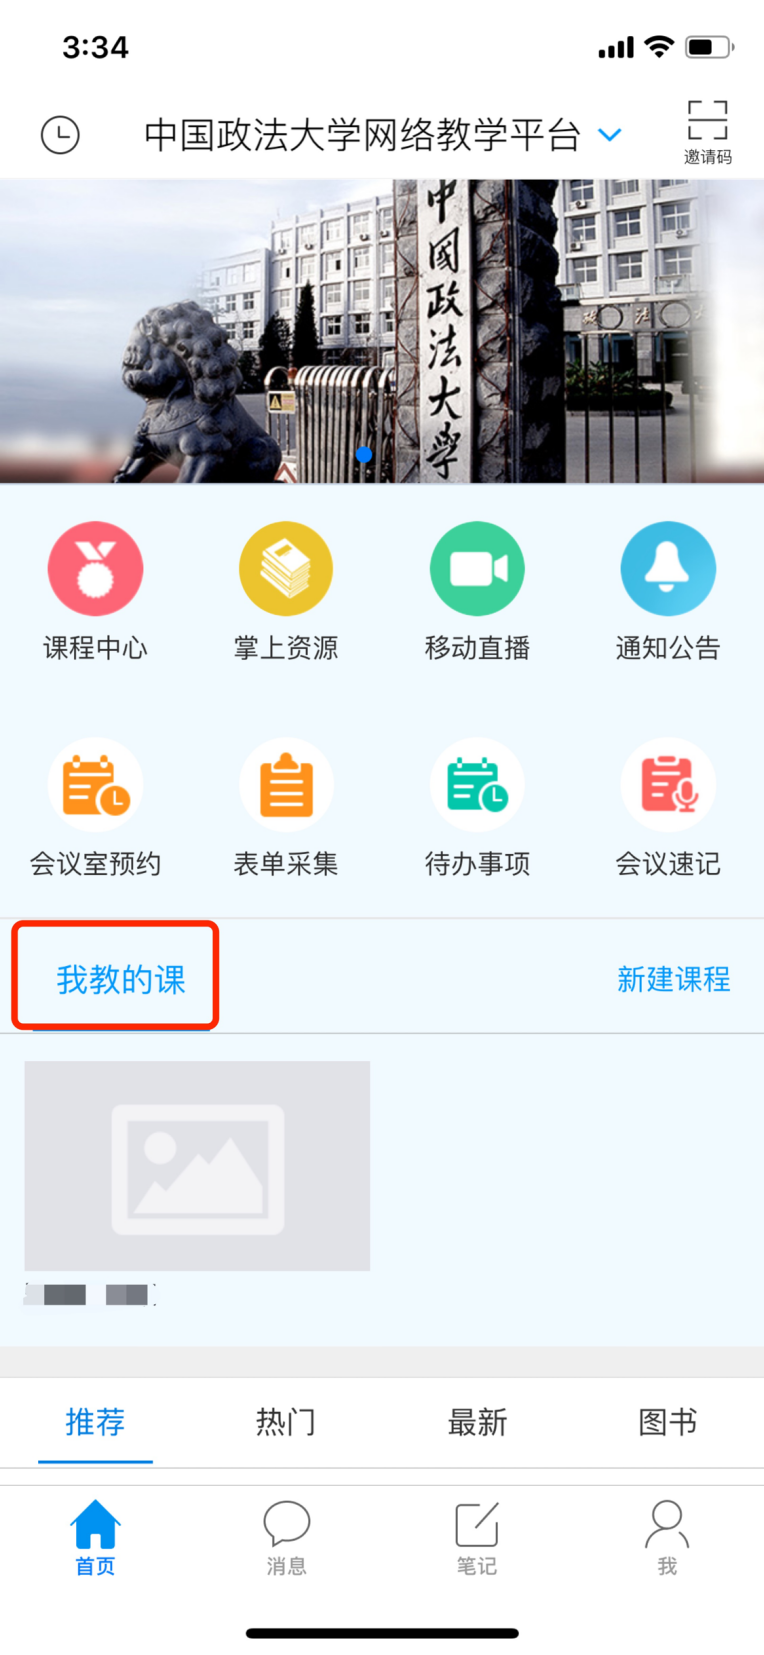 3:34
中国政法大学网络教学平台
邀请码
中國政法大学
政 法 大
课程中心 掌上资源 移动直播 通知公告
会议室预约 表单采集 待办事项 会议速记
我教的课 新建课程
推荐 热门 最新 图书
首页 消息 笔记 我